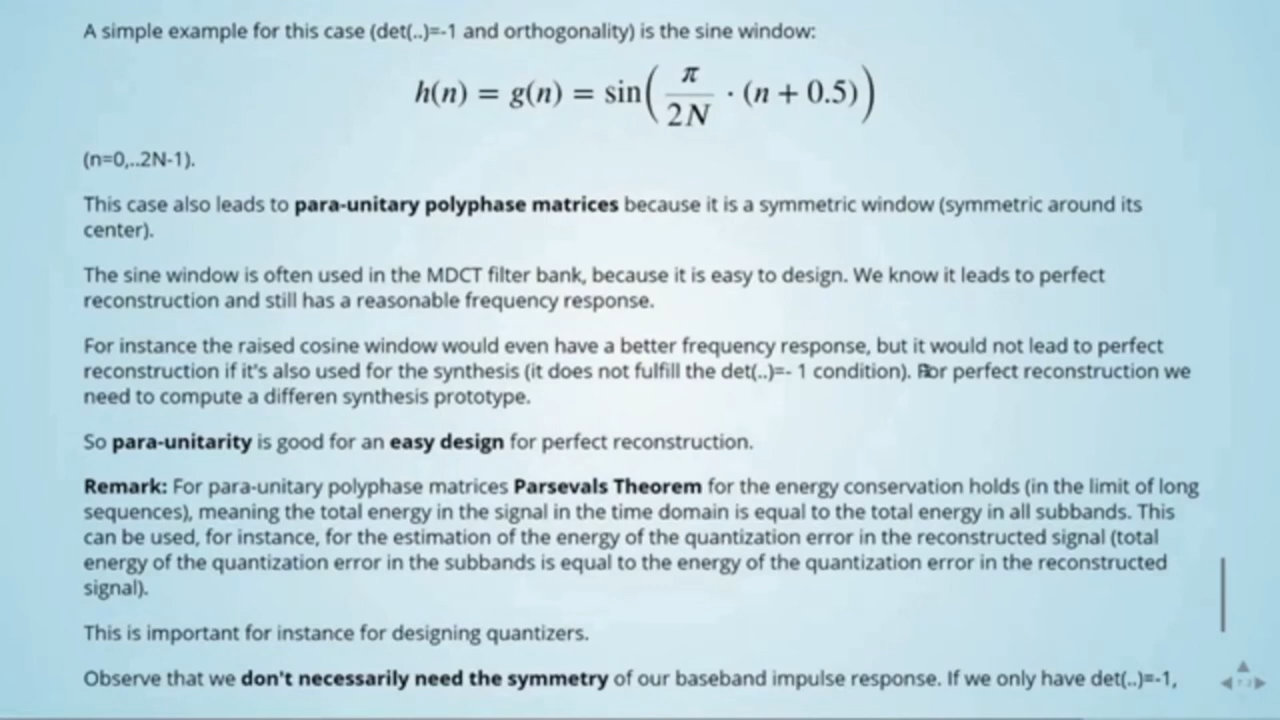 A simple example for this case (det(..)=-1 and orthogonality) is the sine window:
h(n) = g(n) = sin( π / 2N · (n + 0.5) )
(n=0,..2N-1).
This case also leads to para-unitary polyphase matrices because it is a symmetric window (symmetric around its
center).
The sine window is often used in the MDCT filter bank, because it is easy to design. We know it leads to perfect
reconstruction and still has a reasonable frequency response.
For instance the raised cosine window would even have a better frequency response, but it would not lead to perfect
reconstruction if it's also used for the synthesis (it does not fulfill the det(..)=- 1 condition). For perfect reconstruction we
need to compute a differen synthesis prototype.
So para-unitarity is good for an easy design for perfect reconstruction.
Remark: For para-unitary polyphase matrices Parsevals Theorem for the energy conservation holds (in the limit of long
sequences), meaning the total energy in the signal in the time domain is equal to the total energy in all subbands. This
can be used, for instance, for the estimation of the energy of the quantization error in the reconstructed signal (total
energy of the quantization error in the subbands is equal to the energy of the quantization error in the reconstructed
signal).
This is important for instance for designing quantizers.
Observe that we don't necessarily need the symmetry of our baseband impulse response. If we only have det(..)=-1,